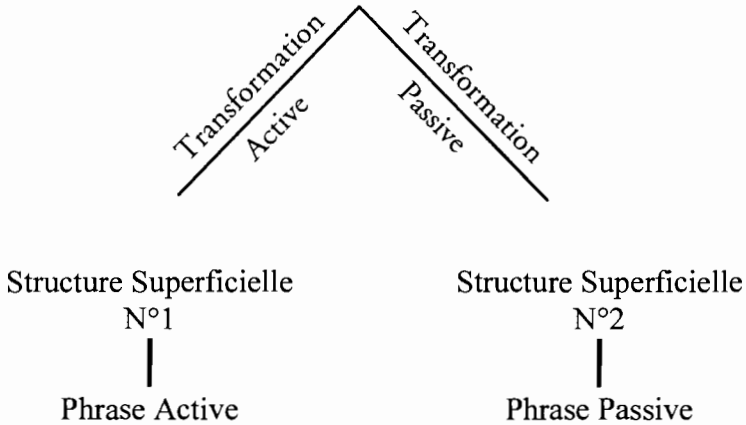 Transformation
Active
Transformation
Passive
Structure Superficielle
N°1
Phrase Active
Structure Superficielle
N°2
Phrase Passive